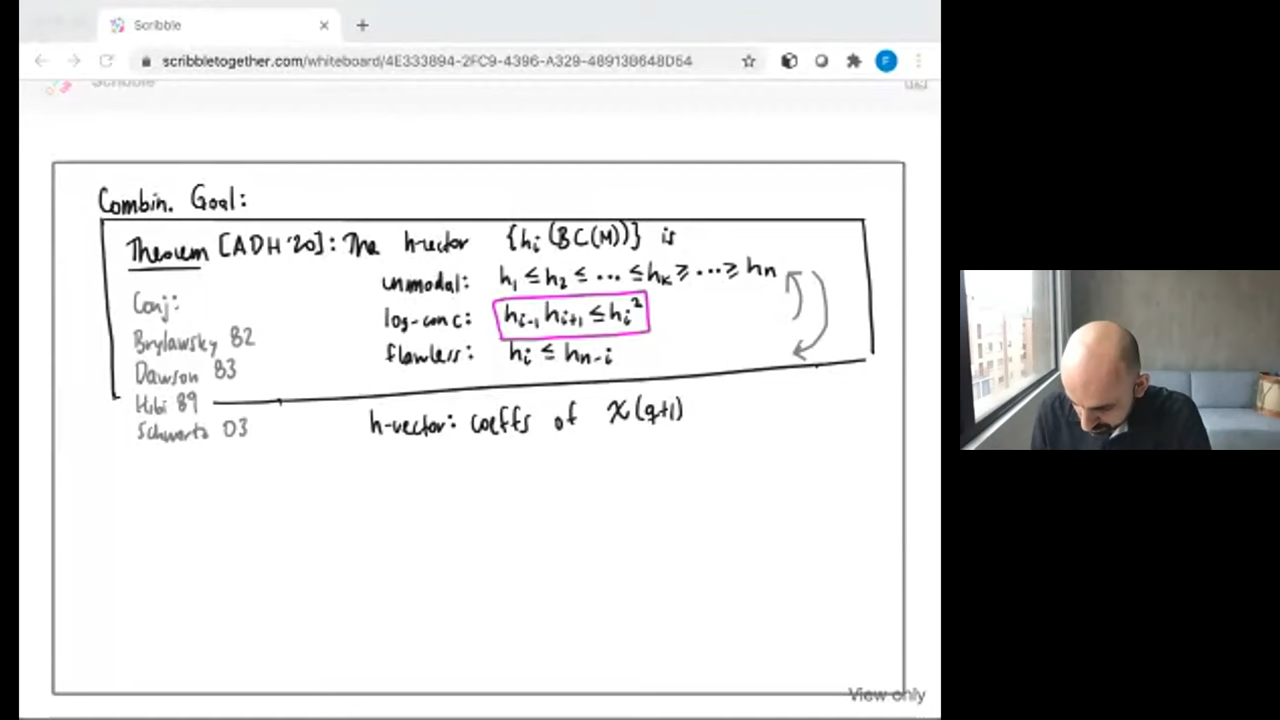 Scribble
scribbletogether.com/whiteboard/4E333894-2FC9-4396-A329-489138648D54
F
Scribble
Combin. Goal:
Theorem [ADH '20]: The h-vector {hᵢ (BC(M))} is
unimodal: h₁ ≤ h₂ ≤ ... ≤ hₖ ≥ ... ≥ hₙ
Conj:
log-conc: hᵢ₋₁ hᵢ₊₁ ≤ hᵢ²
Brylawsky 82
flawless: hᵢ ≤ hₙ₋ᵢ
Dawson 83
Hibi 89
h-vector: coeffs of χ(q+1)
Schwartz 03
View only